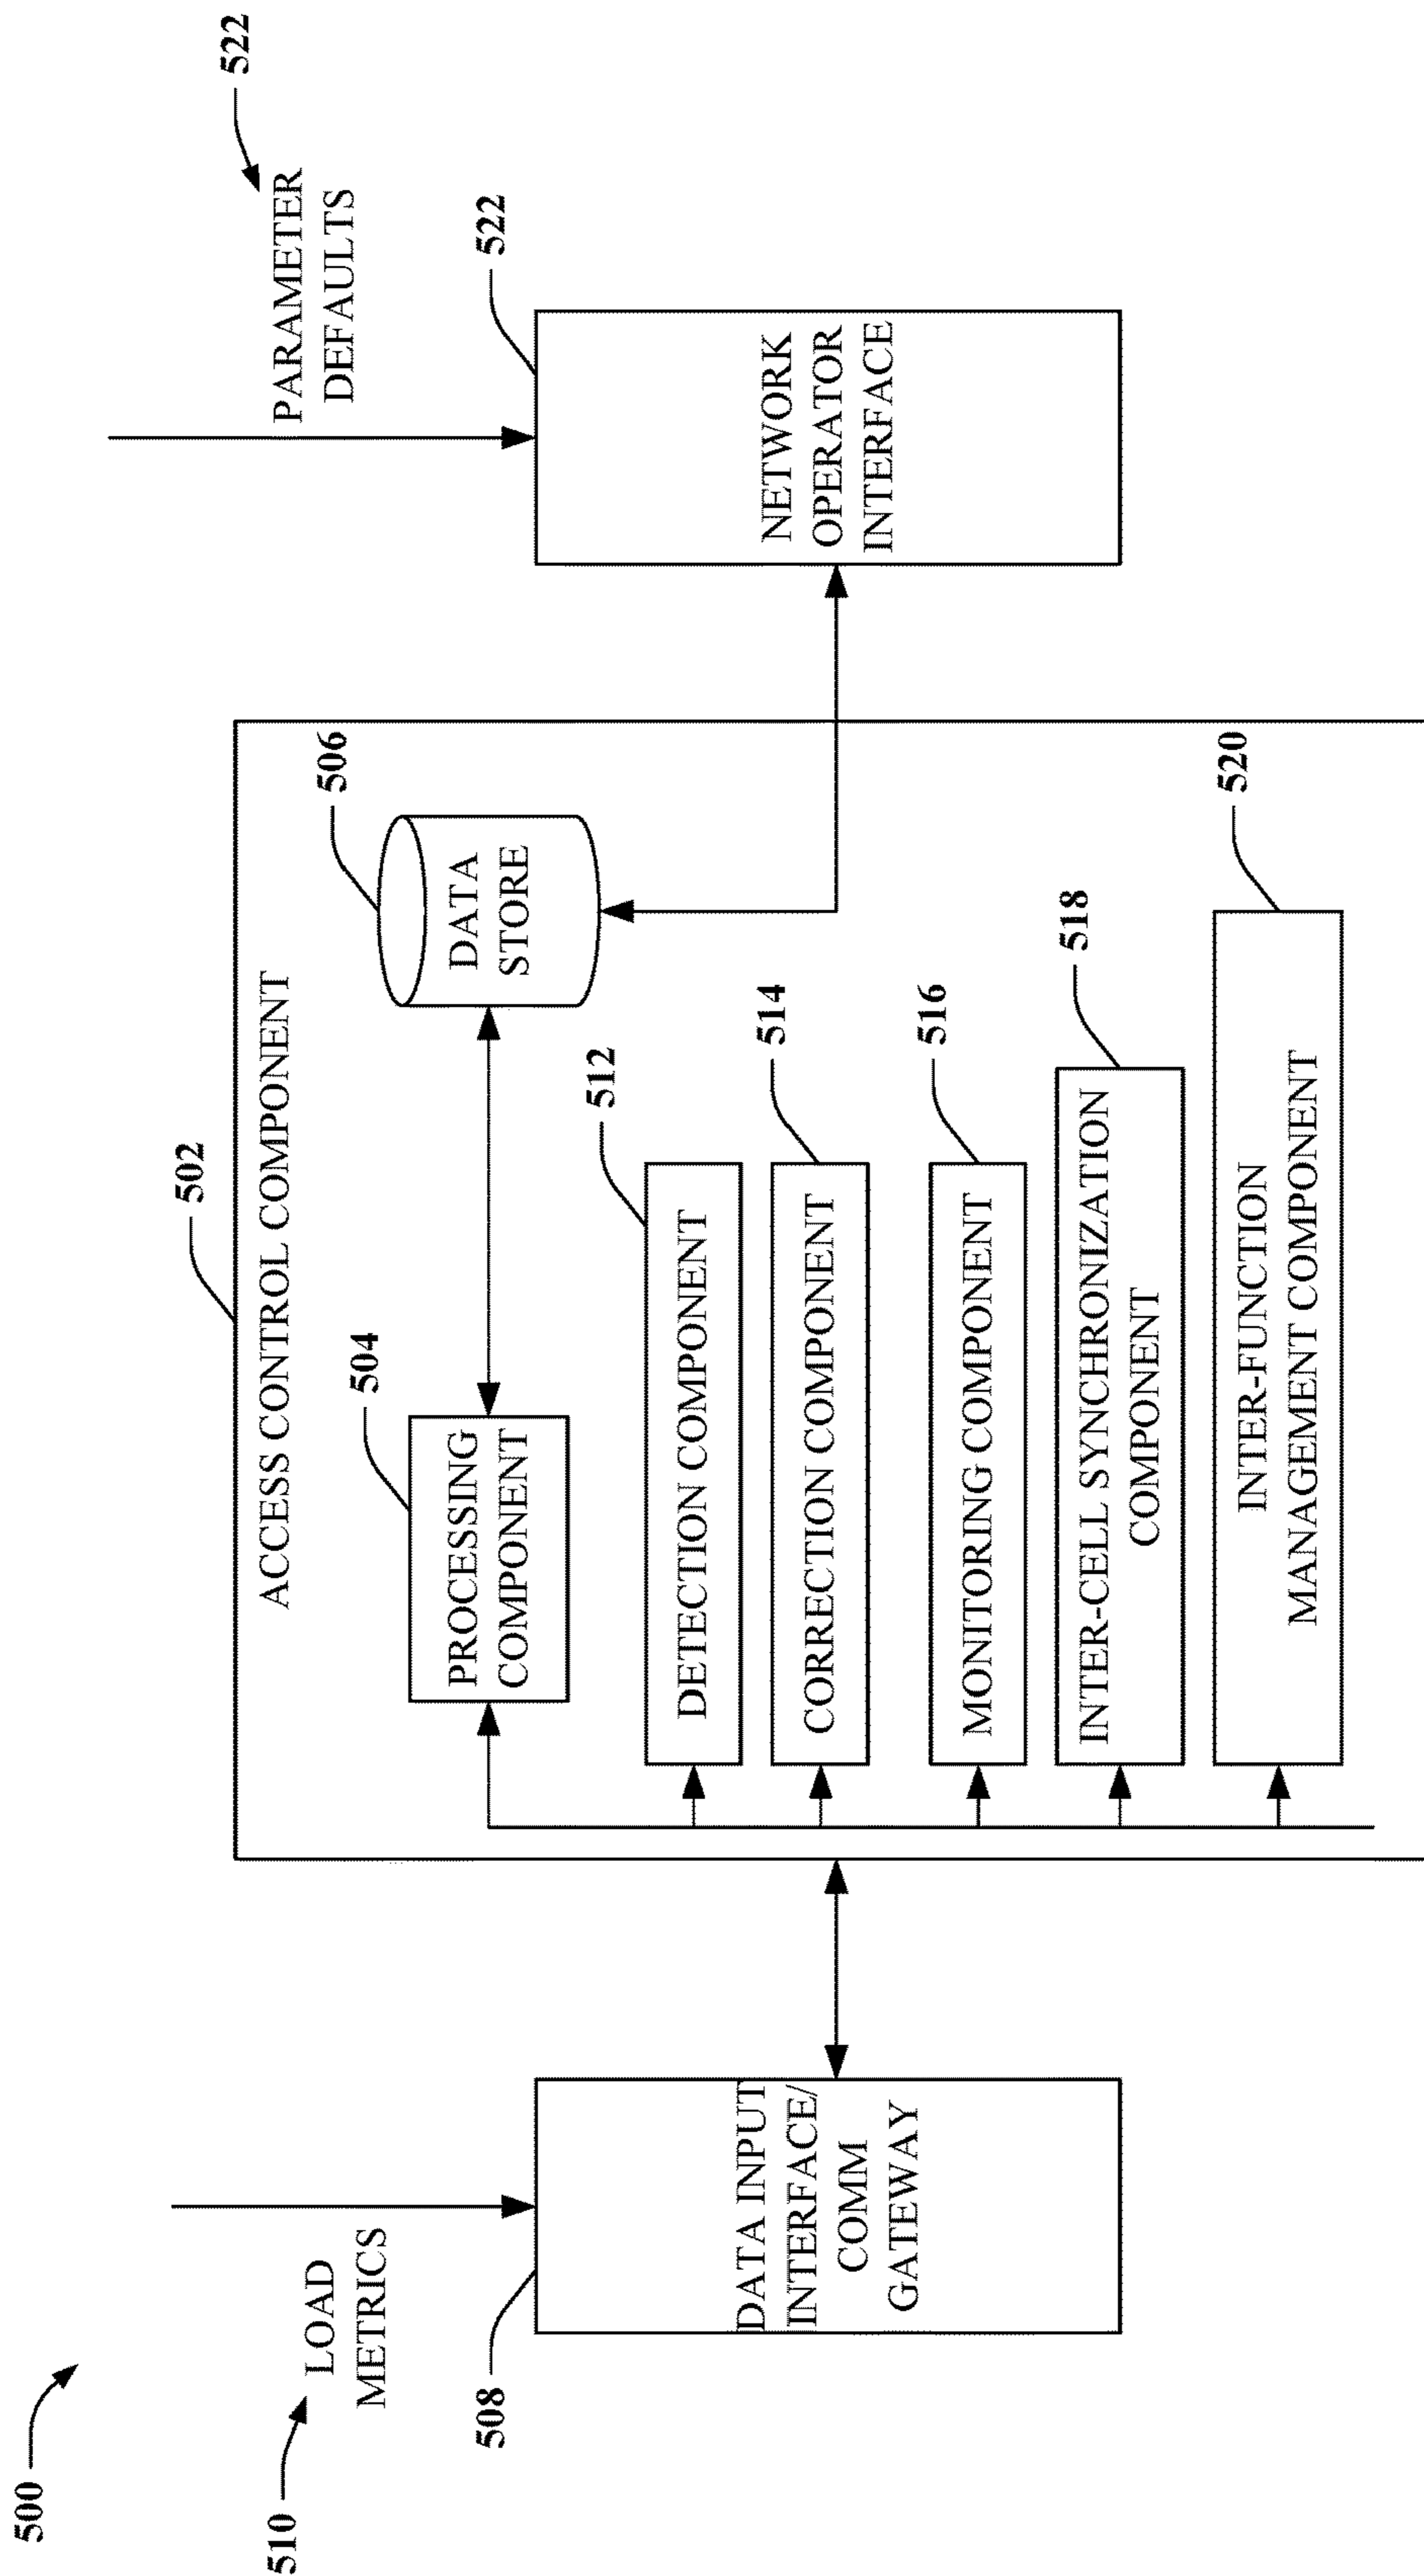 500
510
LOAD
METRICS
508
DATA INPUT
INTERFACE/
COMM
GATEWAY
502
ACCESS CONTROL COMPONENT
504
PROCESSING
COMPONENT
506
DATA
STORE
512
DETECTION COMPONENT
514
CORRECTION COMPONENT
516
MONITORING COMPONENT
518
INTER-CELL SYNCHRONIZATION
COMPONENT
520
INTER-FUNCTION
MANAGEMENT COMPONENT
522
PARAMETER
DEFAULTS
522
NETWORK
OPERATOR
INTERFACE